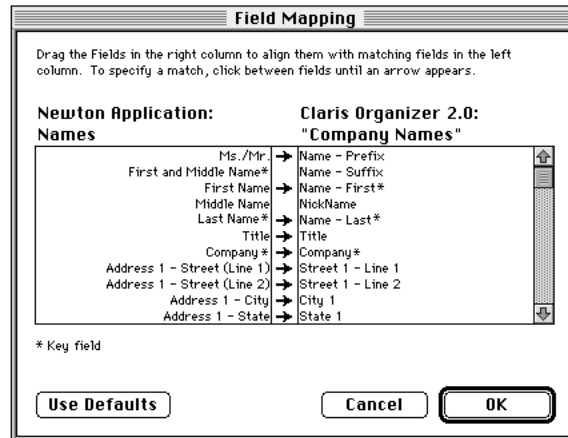 Field Mapping
Drag the Fields in the right column to align them with matching fields in the left
column. To specify a match, click between fields until an arrow appears.
Newton Application: Claris Organizer 2.0:
Names "Company Names"
Ms./Mr. → Name - Prefix
First and Middle Name* Name - Suffix
First Name → Name - First*
Middle Name NickName
Last Name* → Name - Last*
Title → Title
Company* → Company*
Address 1 - Street (Line 1) → Street 1 - Line 1
Address 1 - Street (Line 2) → Street 1 - Line 2
Address 1 - City → City 1
Address 1 - State → State 1
* Key field
Use Defaults Cancel OK